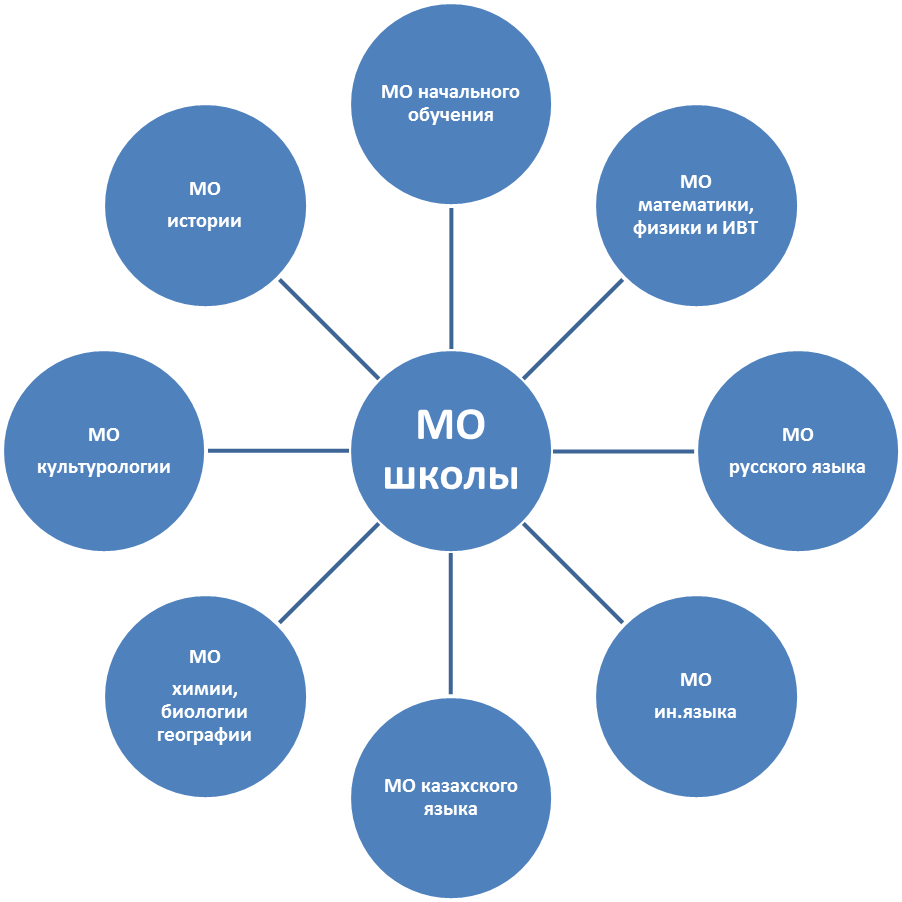 МО начального
обучения
МО
математики,
физики и ИВТ
МО
русского языка
МО
ин.языка
МО казахского
языка
МО
химии,
биологии
географии
МО
культурологии
МО
истории
МО
школы